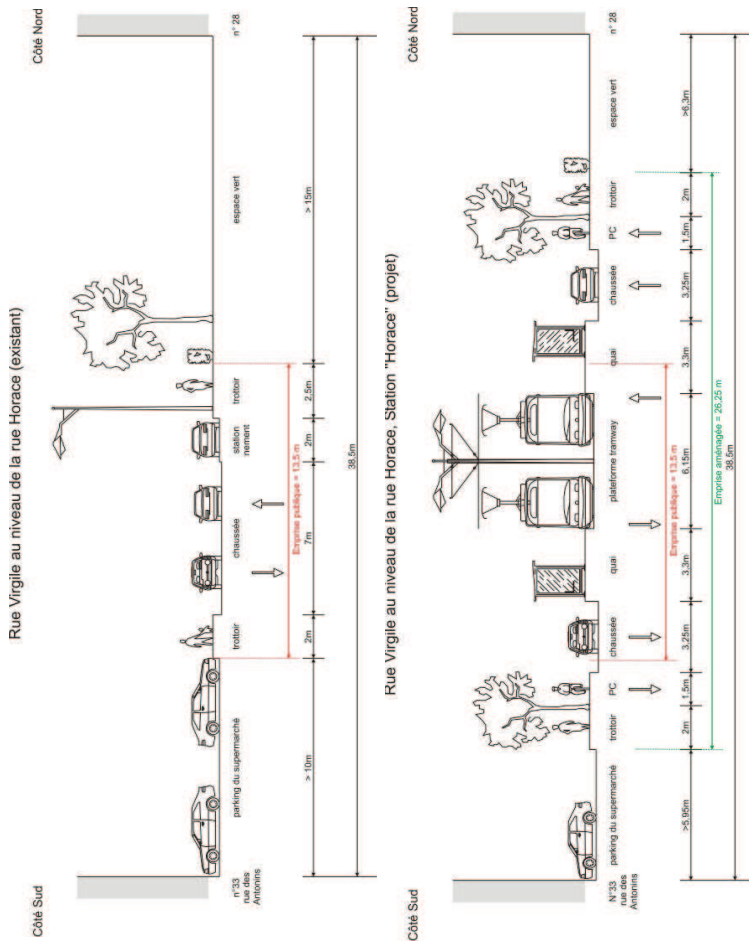 Rue Virgile au niveau de la rue Horace (existant)
Côté Sud
Côté Nord
n°33
rue des
Antonins
parking du supermarché
trottoir
chaussée
station
nement
trottoir
espace vert
n° 28
Emprise publique = 13,5 m
> 10m
2m
7m
2m
2,5m
> 15m
38,5m
Rue Virgile au niveau de la rue Horace, Station "Horace" (projet)
Côté Sud
Côté Nord
N°33
rue des
Antonins
parking du supermarché
trottoir
PC
chaussée
quai
plateforme tramway
quai
chaussée
PC
trottoir
espace vert
n° 28
Emprise publique = 13,5 m
>5.95m
2m
1,5m
3,25m
3,3m
6,15m
3,3m
3,25m
1,5m
2m
>6,3m
Emprise aménagée = 26,25 m
38,5m